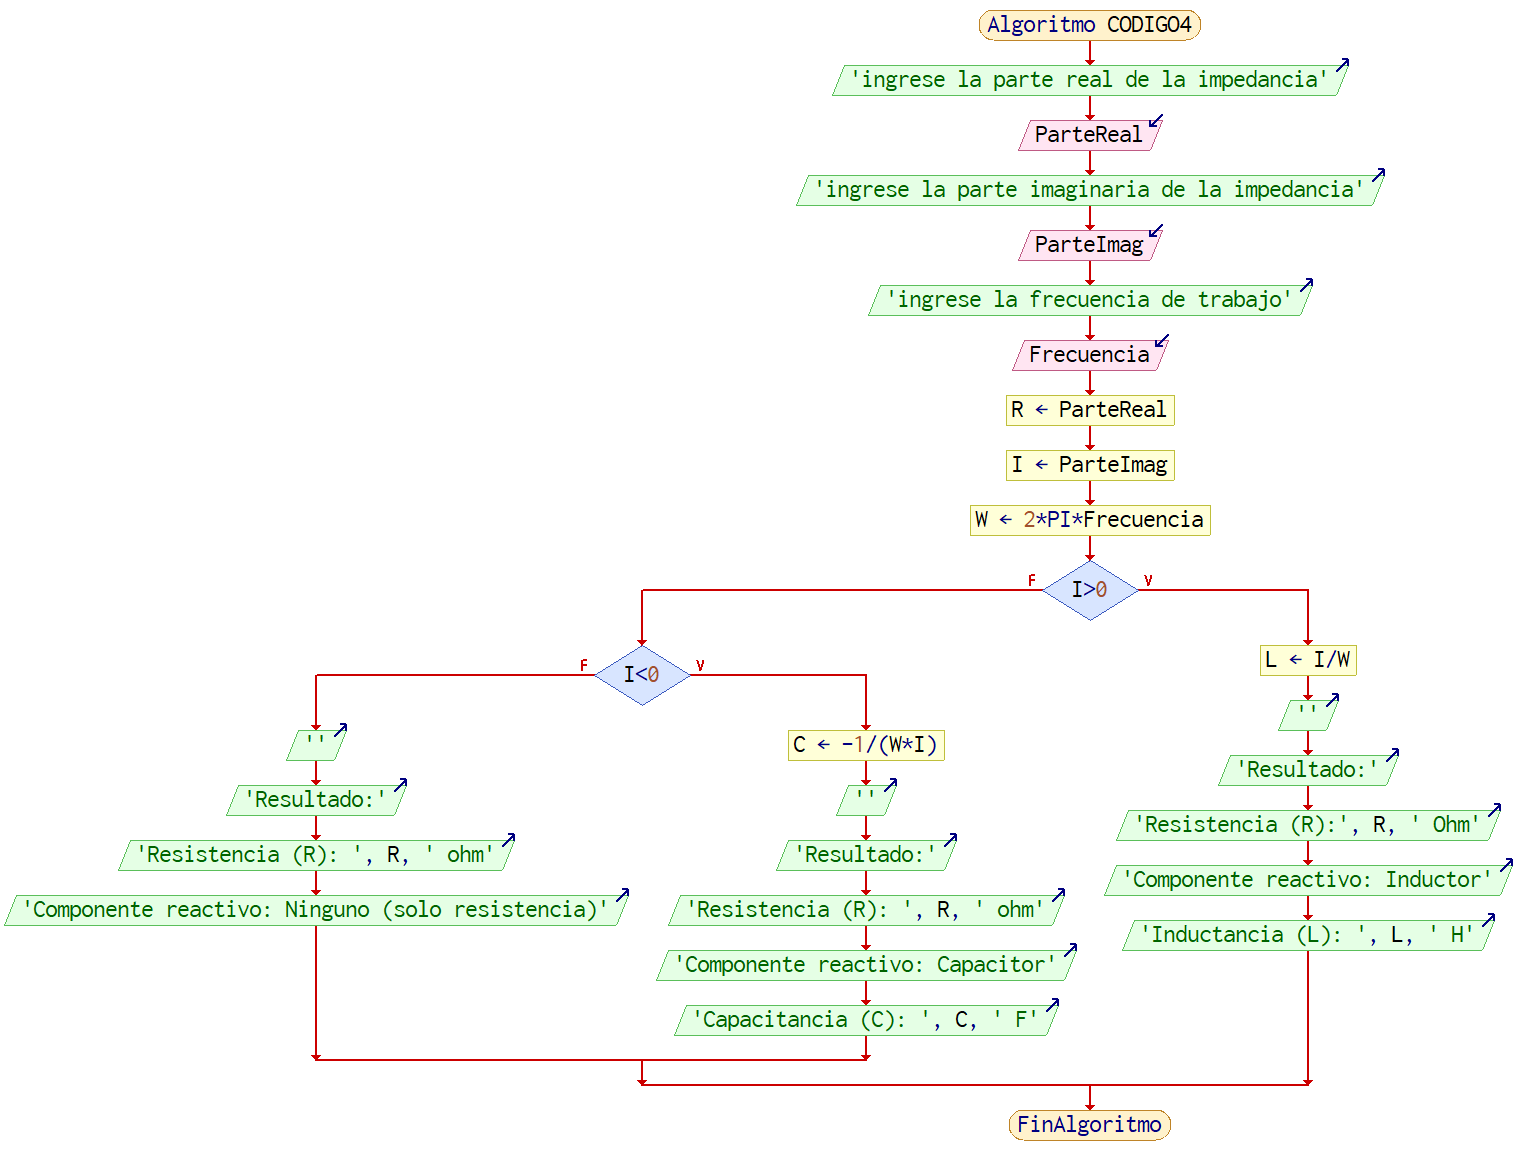 Algoritmo CODIGO4
'ingrese la parte real de la impedancia'
ParteReal
'ingrese la parte imaginaria de la impedancia'
ParteImag
'ingrese la frecuencia de trabajo'
Frecuencia
R ← ParteReal
I ← ParteImag
W ← 2*PI*Frecuencia
I>0
F
V
I<0
F
V
''
'Resultado:'
'Resistencia (R): ', R, ' ohm'
'Componente reactivo: Ninguno (solo resistencia)'
C ← -1/(W*I)
''
'Resultado:'
'Resistencia (R): ', R, ' ohm'
'Componente reactivo: Capacitor'
'Capacitancia (C): ', C, ' F'
L ← I/W
''
'Resultado:'
'Resistencia (R):', R, ' Ohm'
'Componente reactivo: Inductor'
'Inductancia (L): ', L, ' H'
FinAlgoritmo